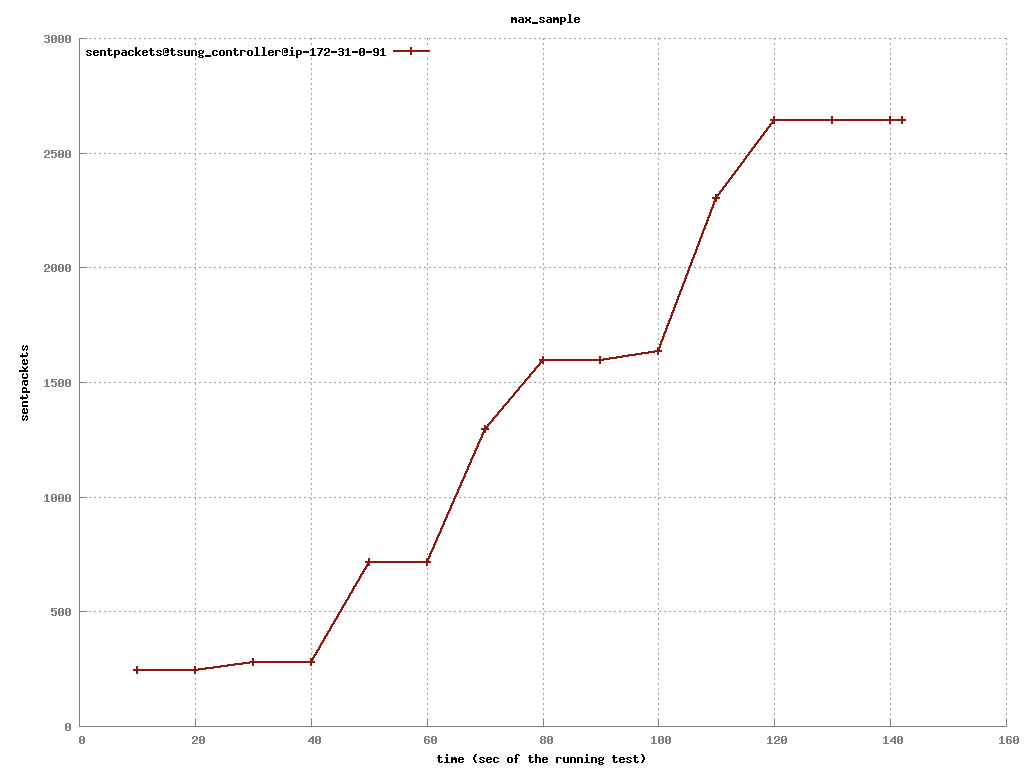 max_sample
3000
sentpackets@tsung_controller@ip-172-31-0-91
2500
2000
sentpackets
1500
1000
500
0
0 20 40 60 80 100 120 140 160
time (sec of the running test)